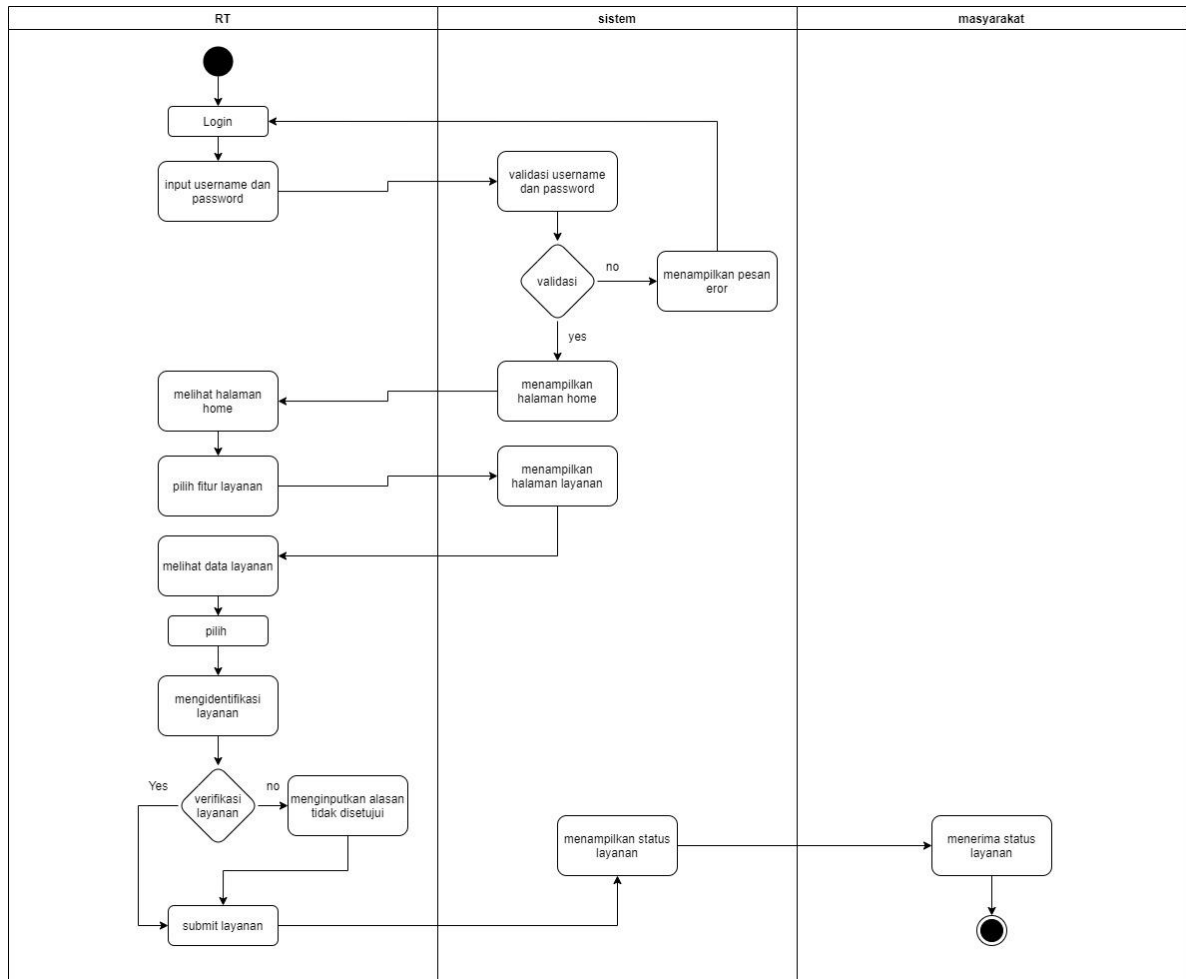 RT
sistem
masyarakat
Login
input username dan
password
validasi username
dan password
validasi
no
menampilkan pesan
eror
yes
menampilkan
halaman home
melihat halaman
home
pilih fitur layanan
menampilkan
halaman layanan
melihat data layanan
pilih
mengidentifikasi
layanan
Yes
verifikasi
layanan
no
menginputkan alasan
tidak disetujui
submit layanan
menampilkan status
layanan
menerima status
layanan